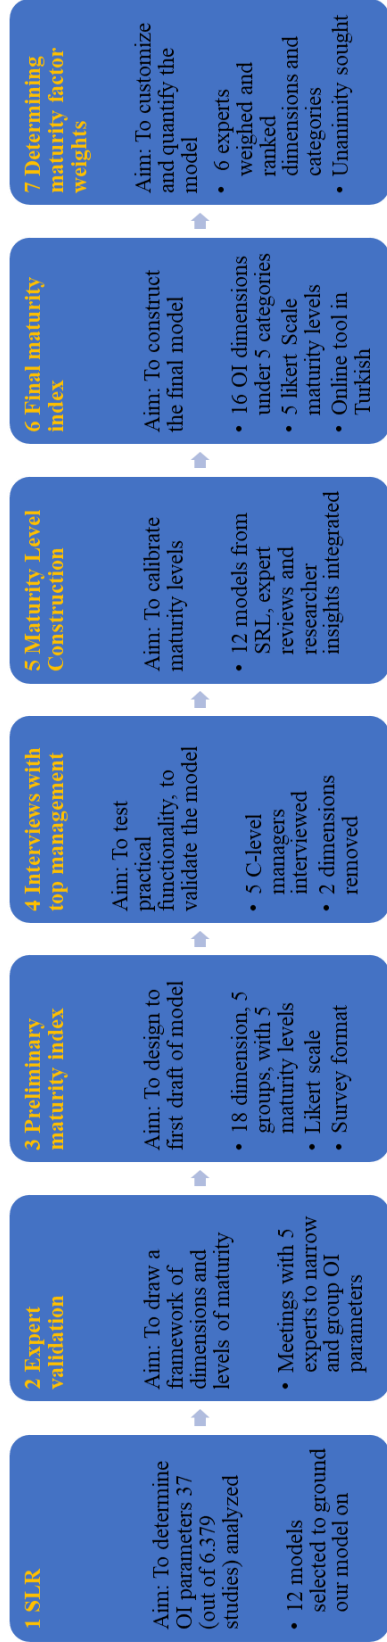 1 SLR
Aim: To determine
OI parameters 37
(out of 6.379
studies) analyzed
• 12 models
selected to ground
our model on
2 Expert
validation
Aim: To draw a
framework of
dimensions and
levels of maturity
• Meetings with 5
experts to narrow
and group OI
parameters
3 Preliminary
maturity index
Aim: To design to
first draft of model
• 18 dimension, 5
groups, with 5
maturity levels
• Likert scale
• Survey format
4 Interviews with
top management
Aim: To test
practical
functionality, to
validate the model
• 5 C-level
managers
interviewed
• 2 dimensions
removed
5 Maturity Level
Construction
Aim: To calibrate
maturity levels
• 12 models from
SRL, expert
reviews and
researcher
insights integrated
6 Final maturity
index
Aim: To construct
the final model
• 16 OI dimensions
under 5 categories
• 5 likert Scale
maturity levels
• Online tool in
Turkish
7 Determining
maturity factor
weights
Aim: To customize
and quantify the
model
• 6 experts
weighed and
ranked
dimensions and
categories
• Unanimity sought